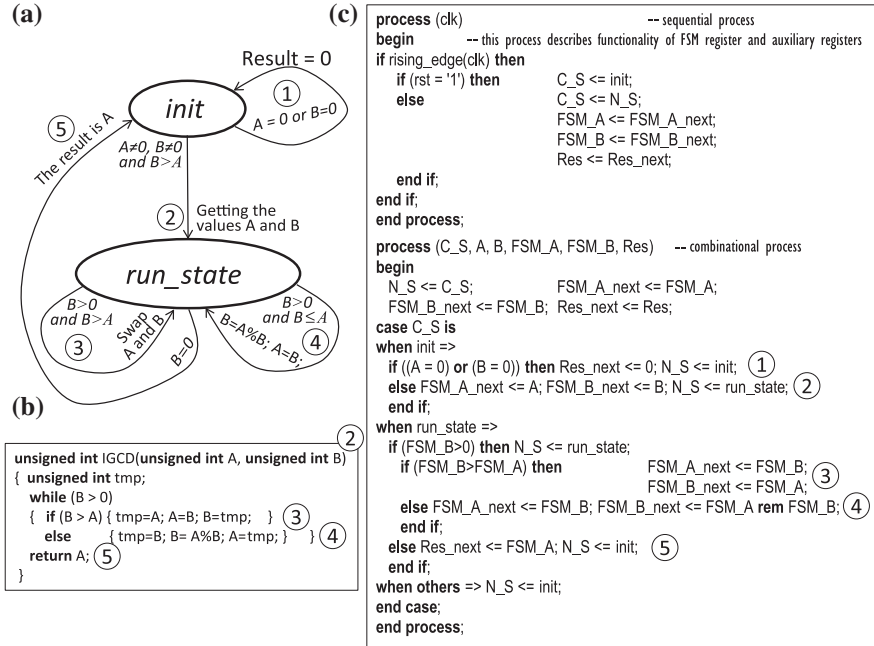 (a)
Result = 0
1
init
A = 0 or B=0
5
The result is A
A≠0, B≠0
and B>A
2
Getting the
values A and B
run_state
B>0
and B>A
3
Swap
A and B
B=0
B=A%B; A=B;
B>0
and B≤A
4
(b)
2
unsigned int IGCD(unsigned int A, unsigned int B)
{ unsigned int tmp;
while (B > 0)
{ if (B > A) { tmp=A; A=B; B=tmp; } 3
else { tmp=B; B= A%B; A=tmp; } } 4
return A; 5
}
(c)
process (clk) -- sequential process
begin -- this process describes functionality of FSM register and auxiliary registers
if rising_edge(clk) then
if (rst = '1') then C_S <= init;
else C_S <= N_S;
FSM_A <= FSM_A_next;
FSM_B <= FSM_B_next;
Res <= Res_next;
end if;
end if;
end process;
process (C_S, A, B, FSM_A, FSM_B, Res) -- combinational process
begin
N_S <= C_S; FSM_A_next <= FSM_A;
FSM_B_next <= FSM_B; Res_next <= Res;
case C_S is
when init =>
if ((A = 0) or (B = 0)) then Res_next <= 0; N_S <= init; 1
else FSM_A_next <= A; FSM_B_next <= B; N_S <= run_state; 2
end if;
when run_state =>
if (FSM_B>0) then N_S <= run_state;
if (FSM_B>FSM_A) then FSM_A_next <= FSM_B;
3
FSM_B_next <= FSM_A;
else FSM_A_next <= FSM_B; FSM_B_next <= FSM_A rem FSM_B; 4
end if;
else Res_next <= FSM_A; N_S <= init; 5
end if;
when others => N_S <= init;
end case;
end process;